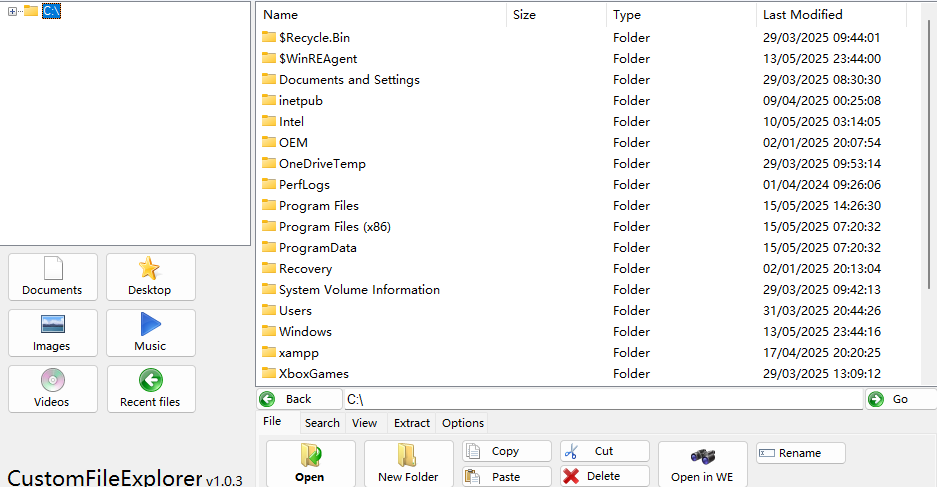 C:\
Name Size Type Last Modified
$Recycle.Bin Folder 29/03/2025 09:44:01
$WinREAgent Folder 13/05/2025 23:44:00
Documents and Settings Folder 29/03/2025 08:30:30
inetpub Folder 09/04/2025 00:25:08
Intel Folder 10/05/2025 03:14:05
OEM Folder 02/01/2025 20:07:54
OneDriveTemp Folder 29/03/2025 09:53:14
PerfLogs Folder 01/04/2024 09:26:06
Program Files Folder 15/05/2025 14:26:30
Program Files (x86) Folder 15/05/2025 07:20:32
ProgramData Folder 15/05/2025 07:20:32
Recovery Folder 02/01/2025 20:13:04
System Volume Information Folder 29/03/2025 09:42:13
Users Folder 31/03/2025 20:44:26
Windows Folder 13/05/2025 23:44:16
xampp Folder 17/04/2025 20:20:25
XboxGames Folder 29/03/2025 13:09:12
Documents Desktop
Images Music
Videos Recent files
Back C:\ Go
File Search View Extract Options
Open New Folder Copy Cut Open in WE Rename
Paste Delete
CustomFileExplorer v1.0.3